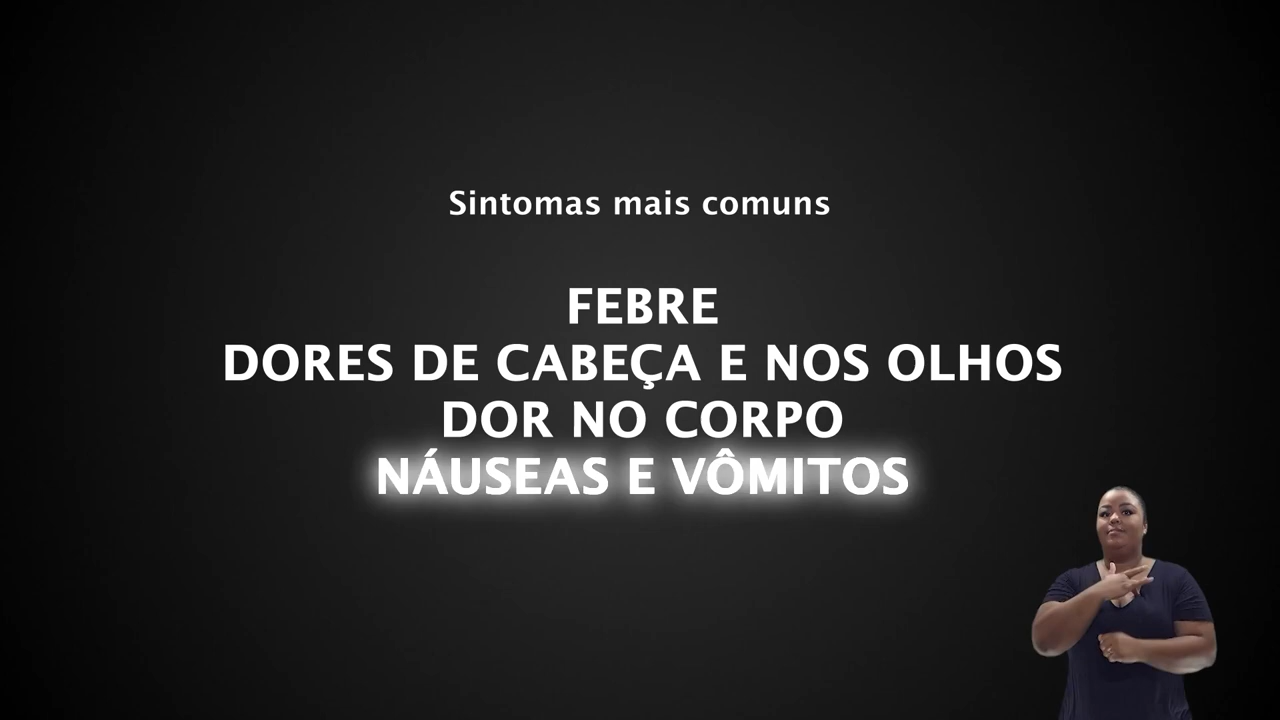 Sintomas mais comuns
FEBRE
DORES DE CABEÇA E NOS OLHOS
DOR NO CORPO
NÁUSEAS E VÔMITOS